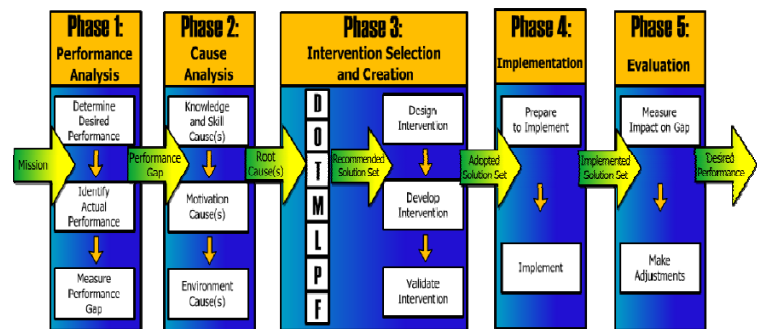 Phase 1:
Performance
Analysis
Determine
Desired
Performance
Identify
Actual
Performance
Measure
Performance
Gap
Mission
Performance
Gap
Phase 2:
Cause
Analysis
Knowledge
and Skill
Cause(s)
Motivation
Cause(s)
Environment
Cause(s)
Root
Cause(s)
Phase 3:
Intervention Selection
and Creation
D
O
T
M
L
P
F
Recommended
Solution Set
Design
Intervention
Develop
Intervention
Validate
Intervention
Adopted
Solution Set
Phase 4:
Implementation
Prepare
to Implement
Implement
Implemented
Solution Set
Phase 5:
Evaluation
Measure
Impact on Gap
Make
Adjustments
Desired
Performance